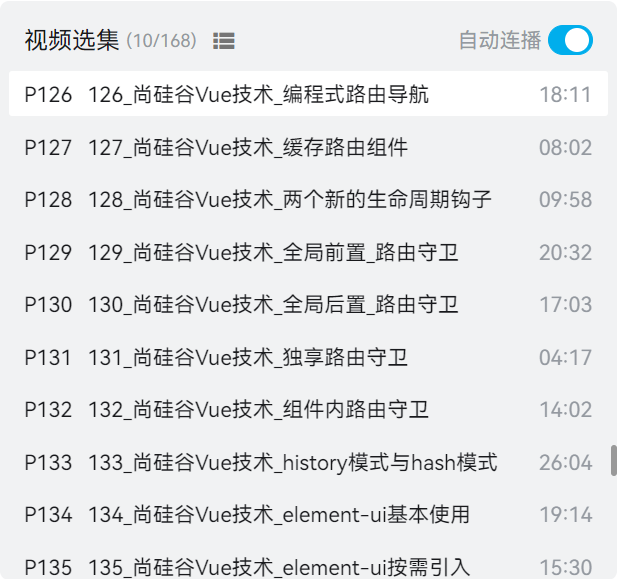 视频选集 (10/168) 自动连播
P126 126_尚硅谷Vue技术_编程式路由导航 18:11
P127 127_尚硅谷Vue技术_缓存路由组件 08:02
P128 128_尚硅谷Vue技术_两个新的生命周期钩子 09:58
P129 129_尚硅谷Vue技术_全局前置_路由守卫 20:32
P130 130_尚硅谷Vue技术_全局后置_路由守卫 17:03
P131 131_尚硅谷Vue技术_独享路由守卫 04:17
P132 132_尚硅谷Vue技术_组件内路由守卫 14:02
P133 133_尚硅谷Vue技术_history模式与hash模式 26:04
P134 134_尚硅谷Vue技术_element-ui基本使用 19:14
P135 135_尚硅谷Vue技术_element-ui按需引入 15:30